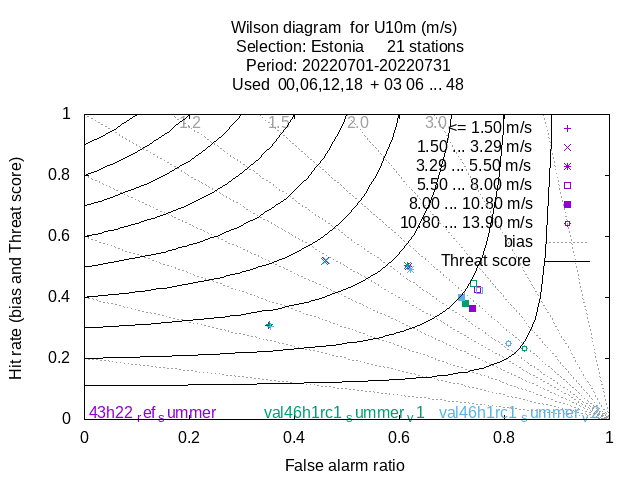 Wilson diagram  for U10m (m/s)
Selection: Estonia     21 stations
Period: 20220701-20220731
Used  00,06,12,18  + 03 06 ... 48
1.2 1.5 2.0 3.0
<= 1.50 m/s
1.50 ... 3.29 m/s
3.29 ... 5.50 m/s
5.50 ... 8.00 m/s
8.00 ... 10.80 m/s
10.80 ... 13.90 m/s
bias
Threat score
1
0.8
0.6
0.4
0.2
0
Hit rate (bias and Threat score)
43h22ref summer val46h1rc1summerv1 val46h1rc1summerv2
0 0.2 0.4 0.6 0.8 1
False alarm ratio